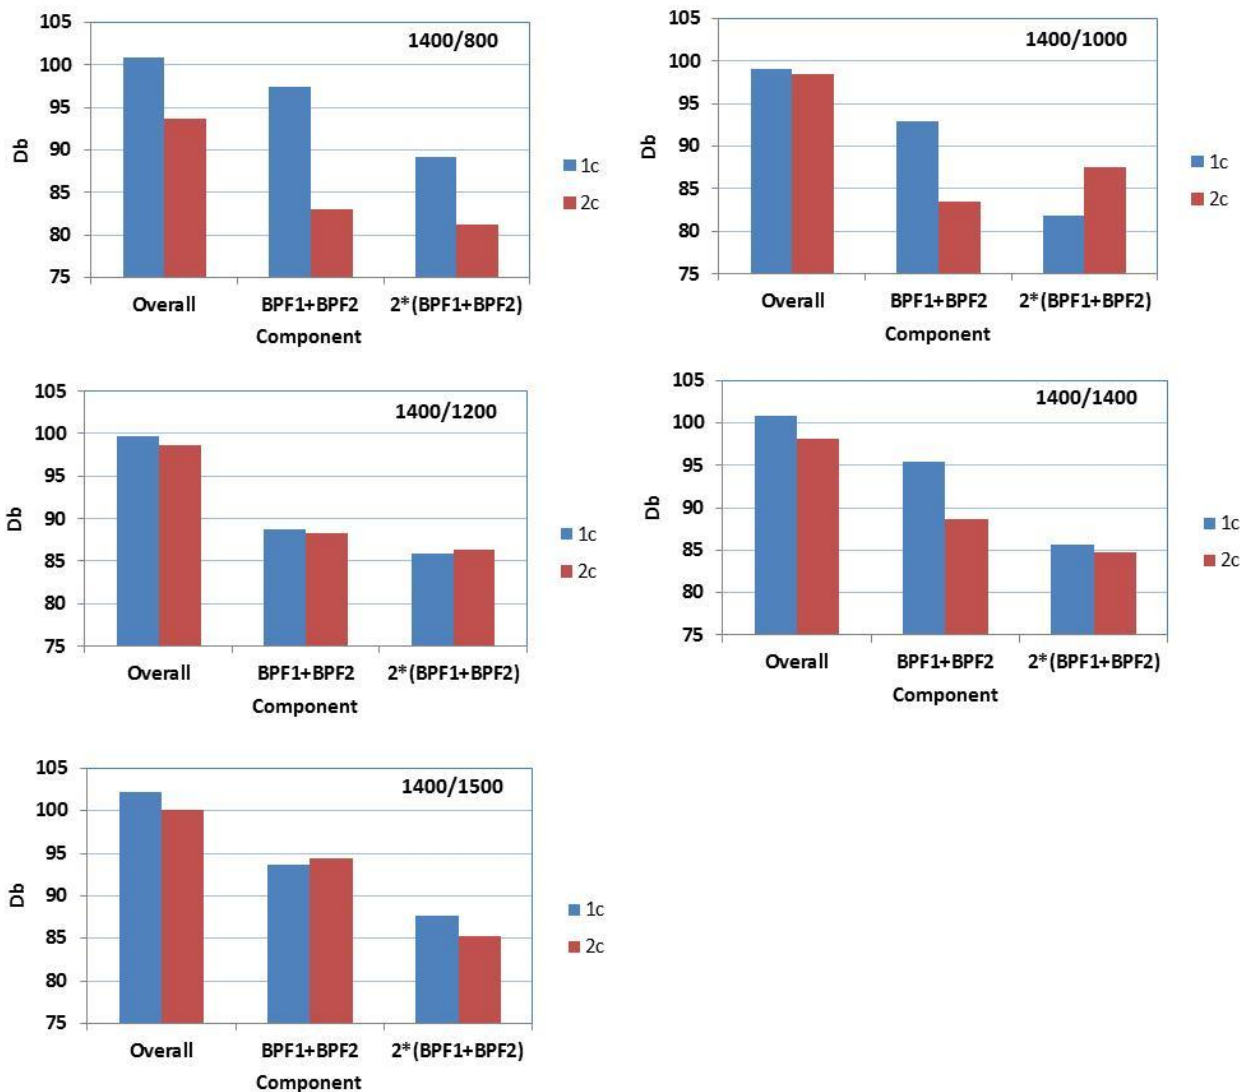 1400/800
105
100
95
90
85
80
75
Db
Overall BPF1+BPF2 2*(BPF1+BPF2)
Component
1c
2c
1400/1000
105
100
95
90
85
80
75
Db
Overall BPF1+BPF2 2*(BPF1+BPF2)
Component
1c
2c
1400/1200
105
100
95
90
85
80
75
Db
Overall BPF1+BPF2 2*(BPF1+BPF2)
Component
1c
2c
1400/1400
105
100
95
90
85
80
75
Db
Overall BPF1+BPF2 2*(BPF1+BPF2)
Component
1c
2c
1400/1500
105
100
95
90
85
80
75
Db
Overall BPF1+BPF2 2*(BPF1+BPF2)
Component
1c
2c